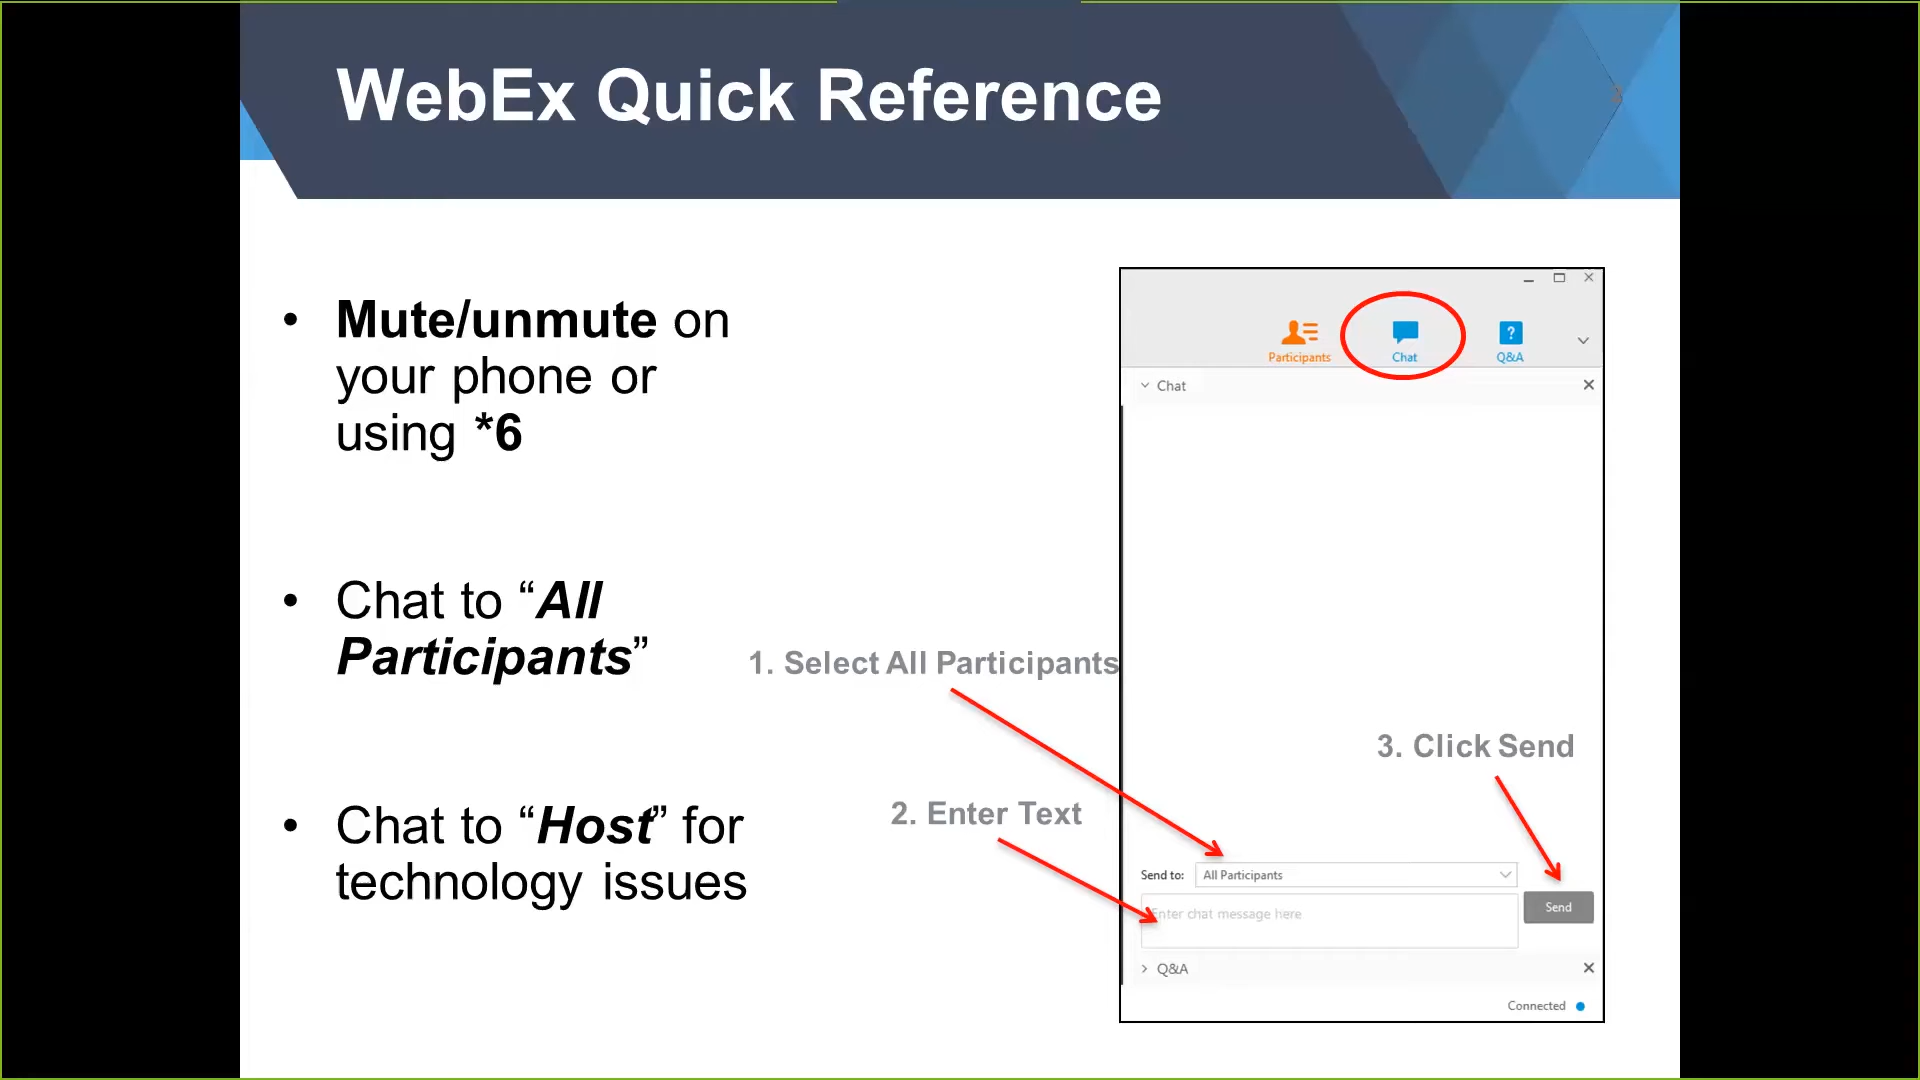 WebEx Quick Reference
• Mute/unmute on
your phone or
using *6
• Chat to “All
Participants”
• Chat to “Host” for
technology issues
1. Select All Participants
2. Enter Text
3. Click Send
Participants
Chat
? Q&A
Chat
Send to: All Participants
Enter chat message here
Send
Q&A
Connected